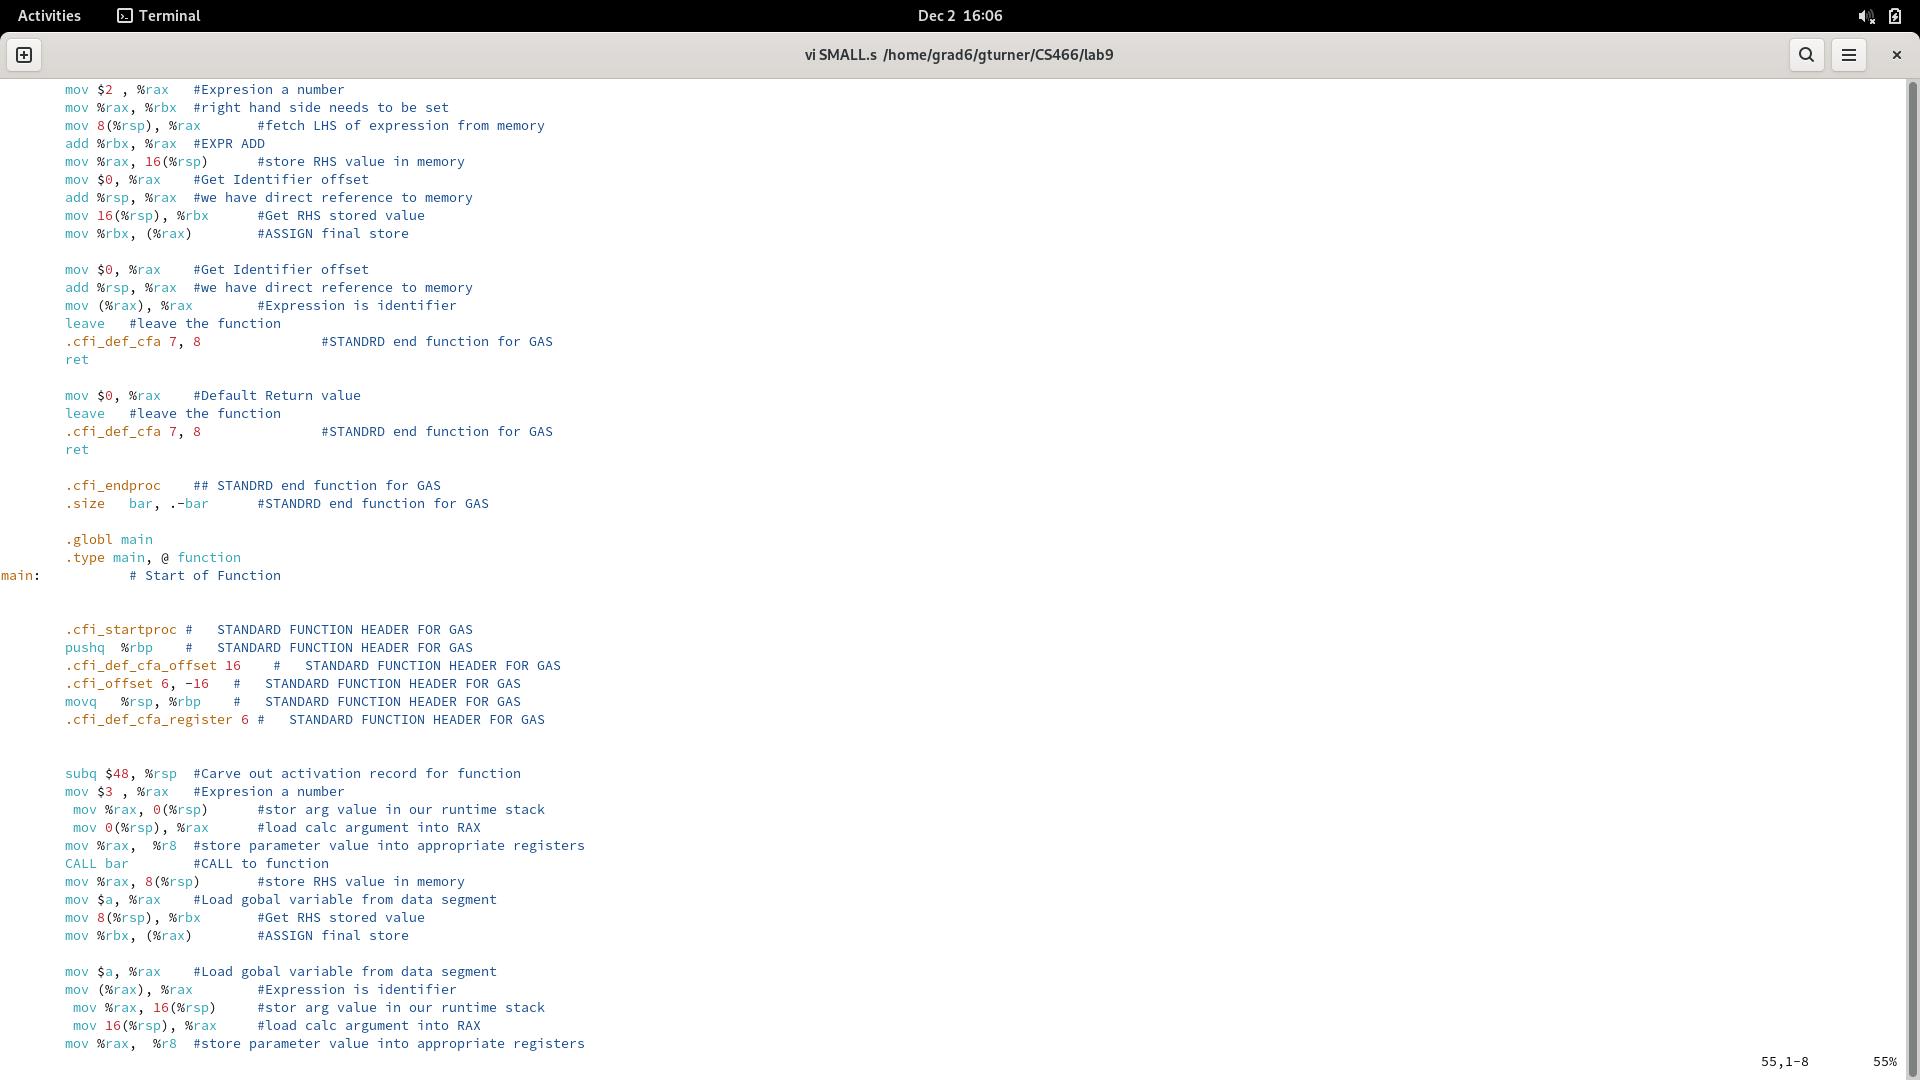 Activities Terminal Dec 2 16:06
vi SMALL.s /home/grad6/gturner/CS466/lab9
mov $2 , %rax #Expresion a number
mov %rax, %rbx #right hand side needs to be set
mov 8(%rsp), %rax #fetch LHS of expression from memory
add %rbx, %rax #EXPR ADD
mov %rax, 16(%rsp) #store RHS value in memory
mov $0, %rax #Get Identifier offset
add %rsp, %rax #we have direct reference to memory
mov 16(%rsp), %rbx #Get RHS stored value
mov %rbx, (%rax) #ASSIGN final store
mov $0, %rax #Get Identifier offset
add %rsp, %rax #we have direct reference to memory
mov (%rax), %rax #Expression is identifier
leave #leave the function
.cfi_def_cfa 7, 8 #STANDRD end function for GAS
ret
mov $0, %rax #Default Return value
leave #leave the function
.cfi_def_cfa 7, 8 #STANDRD end function for GAS
ret
.cfi_endproc ## STANDRD end function for GAS
.size bar, .-bar #STANDRD end function for GAS
.globl main
.type main, @ function
main: # Start of Function
.cfi_startproc # STANDARD FUNCTION HEADER FOR GAS
pushq %rbp # STANDARD FUNCTION HEADER FOR GAS
.cfi_def_cfa_offset 16 # STANDARD FUNCTION HEADER FOR GAS
.cfi_offset 6, -16 # STANDARD FUNCTION HEADER FOR GAS
movq %rsp, %rbp # STANDARD FUNCTION HEADER FOR GAS
.cfi_def_cfa_register 6 # STANDARD FUNCTION HEADER FOR GAS
subq $48, %rsp #Carve out activation record for function
mov $3 , %rax #Expresion a number
mov %rax, 0(%rsp) #stor arg value in our runtime stack
mov 0(%rsp), %rax #load calc argument into RAX
mov %rax, %r8 #store parameter value into appropriate registers
CALL bar #CALL to function
mov %rax, 8(%rsp) #store RHS value in memory
mov $a, %rax #Load gobal variable from data segment
mov 8(%rsp), %rbx #Get RHS stored value
mov %rbx, (%rax) #ASSIGN final store
mov $a, %rax #Load gobal variable from data segment
mov (%rax), %rax #Expression is identifier
mov %rax, 16(%rsp) #stor arg value in our runtime stack
mov 16(%rsp), %rax #load calc argument into RAX
mov %rax, %r8 #store parameter value into appropriate registers
55,1-8 55%